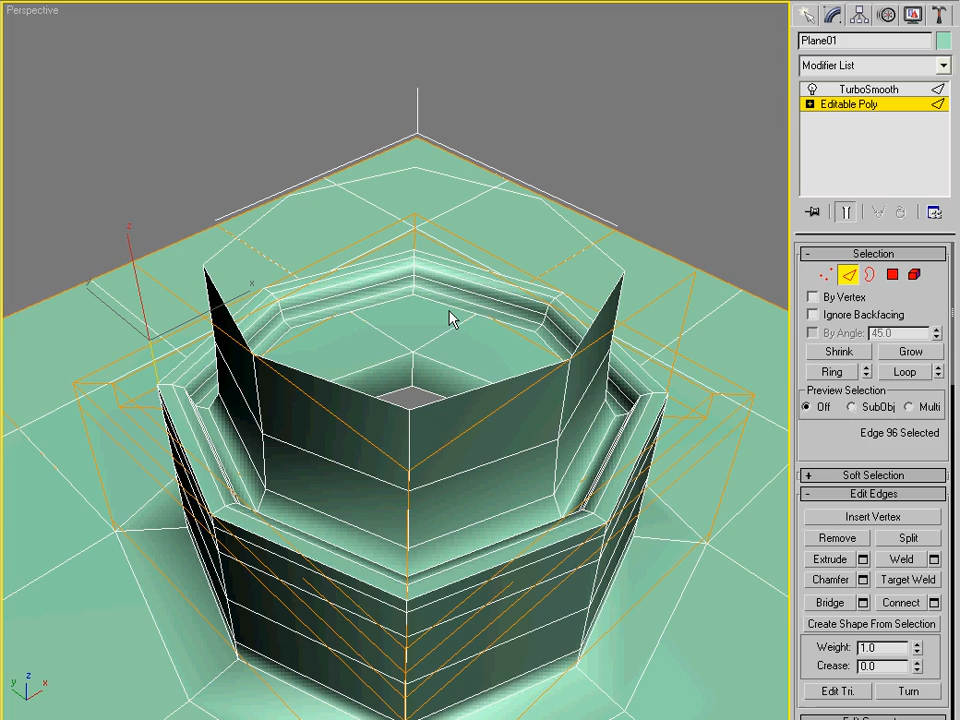 Perspective
Plane01
Modifier List
TurboSmooth
Editable Poly
Selection
By Vertex
Ignore Backfacing
By Angle: 45.0
Shrink Grow
Ring Loop
Preview Selection
Off SubObj Multi
Edge 96 Selected
Soft Selection
Edit Edges
Insert Vertex
Remove Split
Extrude Weld
Chamfer Target Weld
Bridge Connect
Create Shape From Selection
Weight: 1.0
Crease: 0.0
Edit Tri. Turn
z
x
z
y
x